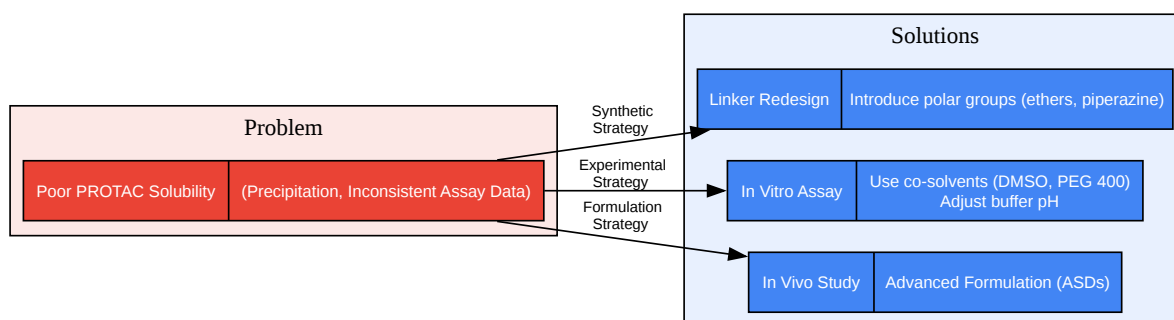 Problem
Poor PROTAC Solubility
(Precipitation, Inconsistent Assay Data)
Synthetic
Strategy
Experimental
Strategy
Formulation
Strategy
Solutions
Linker Redesign
Introduce polar groups (ethers, piperazine)
In Vitro Assay
Use co-solvents (DMSO, PEG 400)
Adjust buffer pH
In Vivo Study
Advanced Formulation (ASDs)